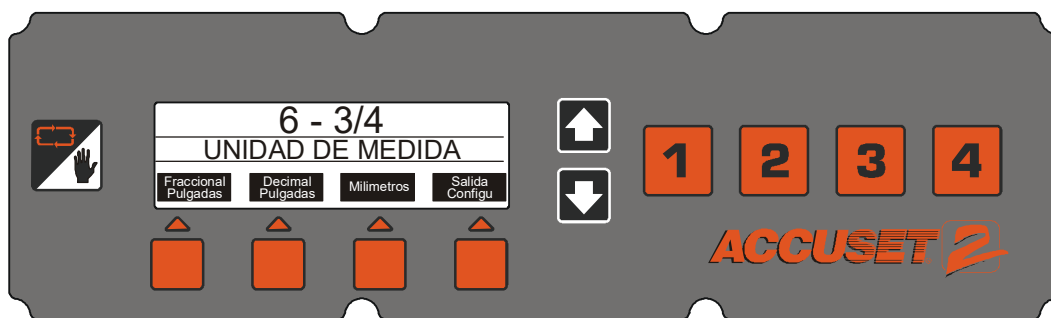 6 - 3/4
UNIDAD DE MEDIDA
Fraccional
Pulgadas
Decimal
Pulgadas
Milimetros
Salida
Configu
1 2 3 4
ACCUSET 2